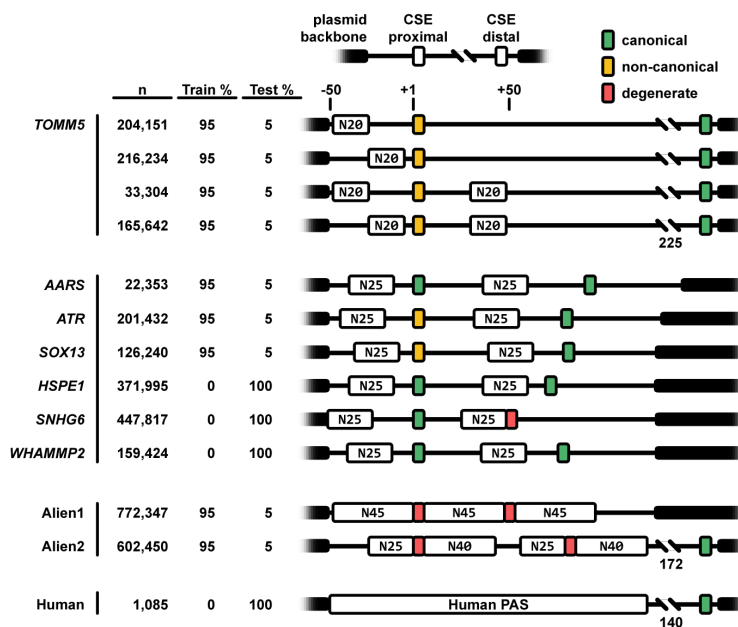 plasmid backbone CSE proximal CSE distal
canonical
non-canonical
degenerate
n Train % Test % -50 +1 +50
TOMM5 204,151 95 5 N20
216,234 95 5 N20
33,304 95 5 N20 N20
165,642 95 5 N20 N20
225
AARS 22,353 95 5 N25 N25
ATR 201,432 95 5 N25 N25
SOX13 126,240 95 5 N25 N25
HSPE1 371,995 0 100 N25 N25
SNHG6 447,817 0 100 N25 N25
WHAMMP2 159,424 0 100 N25 N25
Alien1 772,347 95 5 N45 N45 N45
Alien2 602,450 95 5 N25 N40 N25 N40
172
Human 1,085 0 100 Human PAS
140